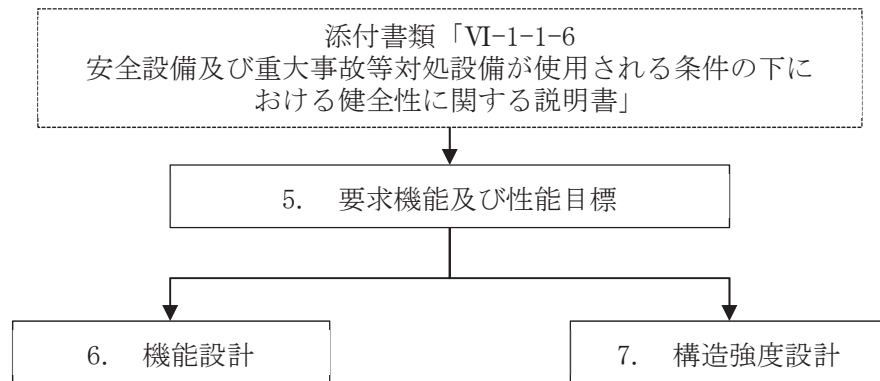 添付書類「Ⅵ-1-1-6
安全設備及び重大事故等対処設備が使用される条件の下に
おける健全性に関する説明書」
5. 要求機能及び性能目標
6. 機能設計
7. 構造強度設計